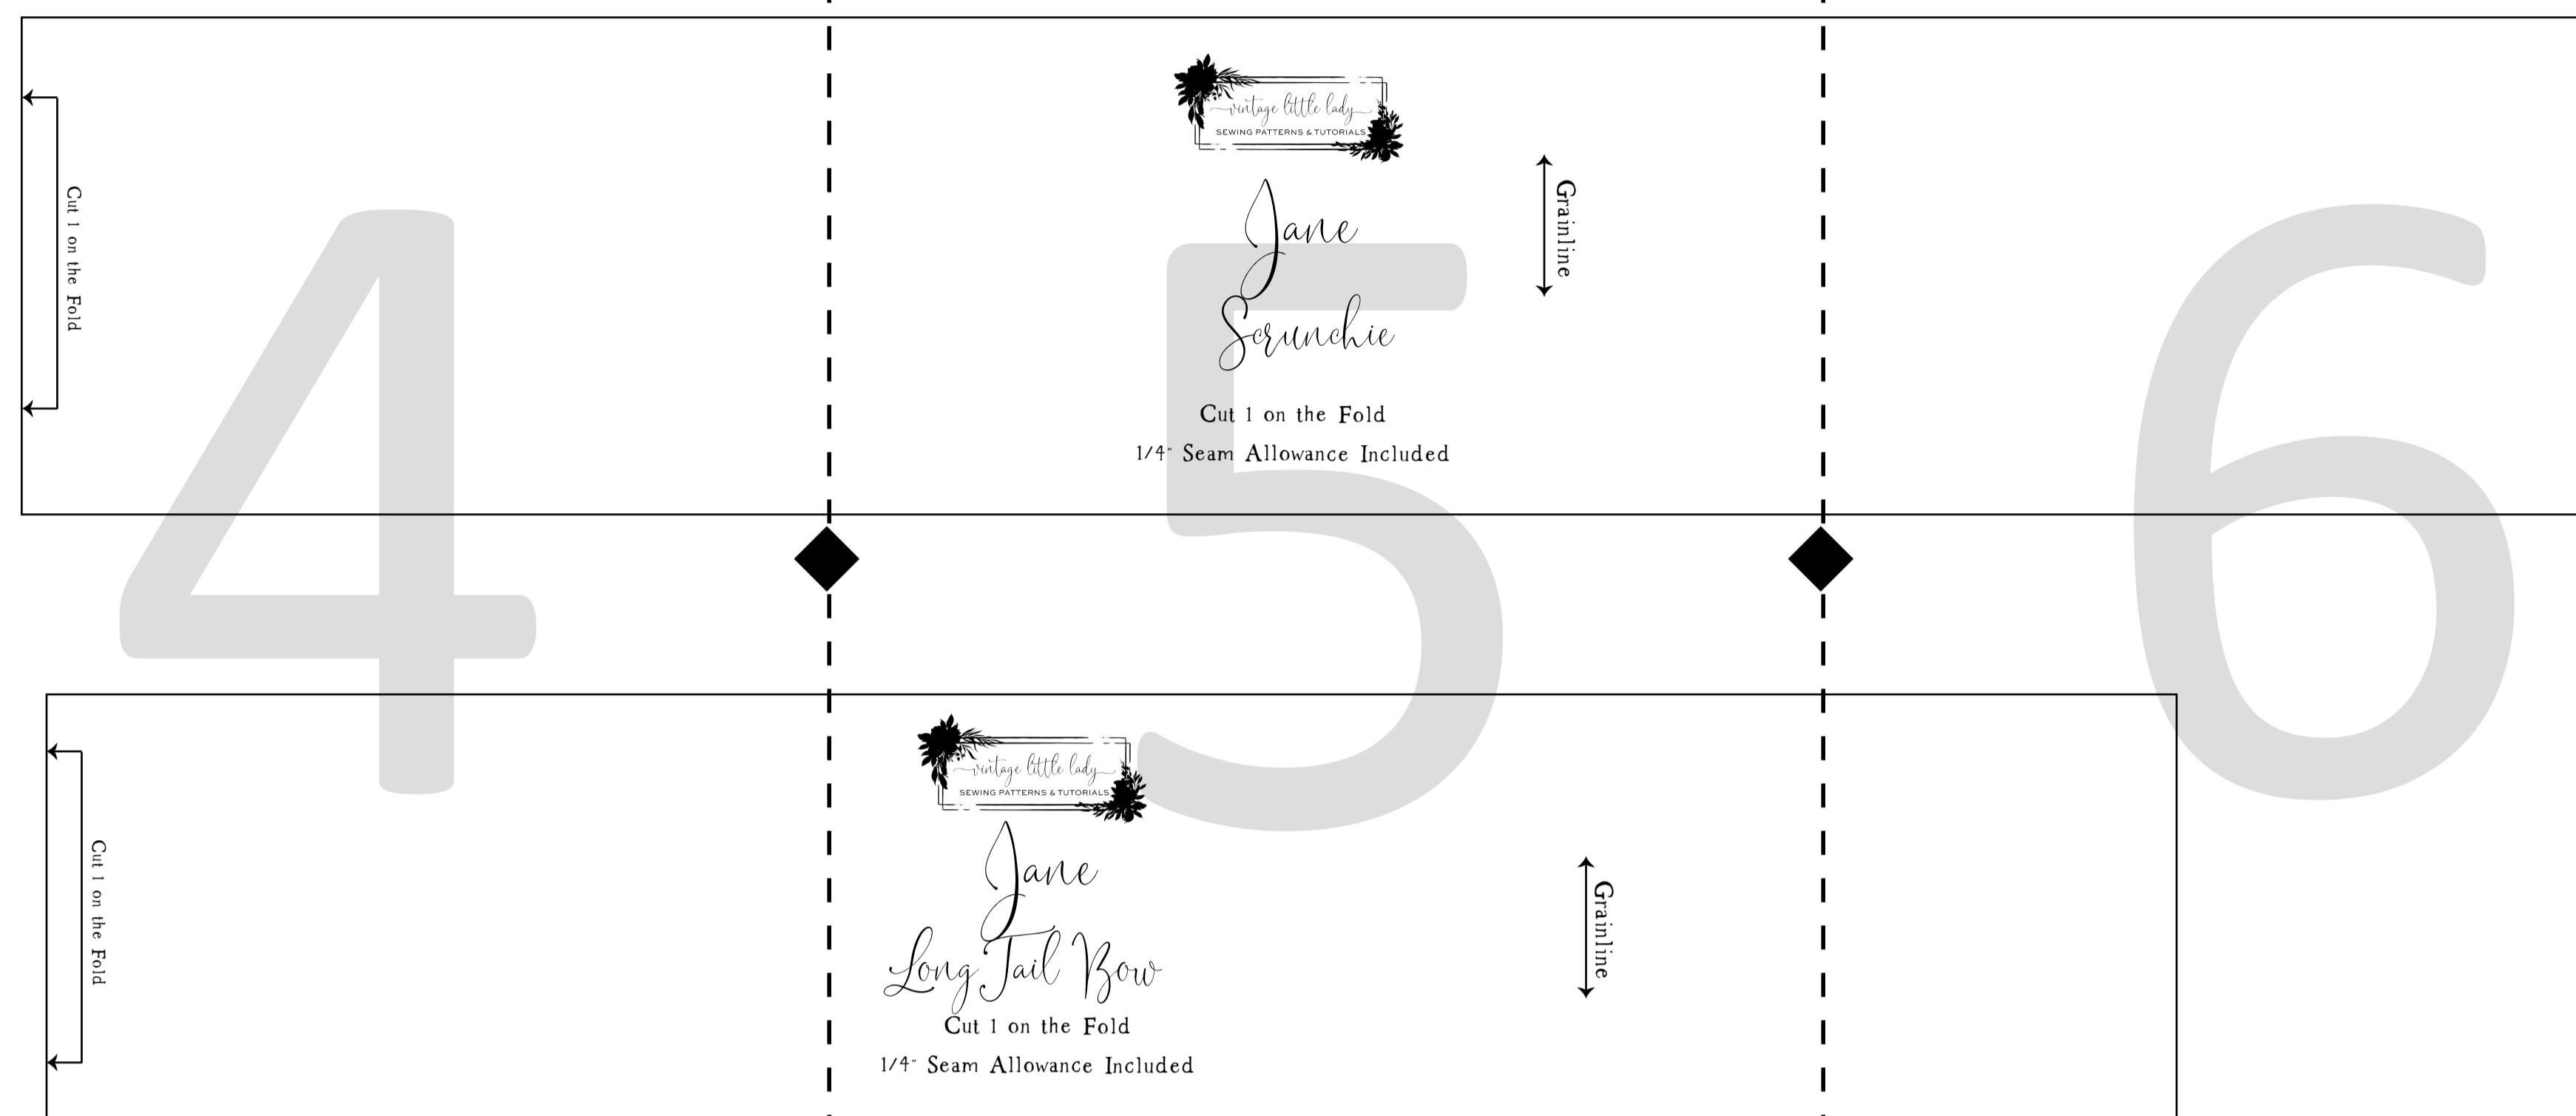 vintage little lady
SEWING PATTERNS & TUTORIALS
Jane
Scrunchie
Cut 1 on the Fold
1/4" Seam Allowance Included
Grainline
Cut 1 on the Fold
4
5
6
vintage little lady
SEWING PATTERNS & TUTORIALS
Jane
Long Tail Bow
Cut 1 on the Fold
1/4" Seam Allowance Included
Grainline
Cut 1 on the Fold